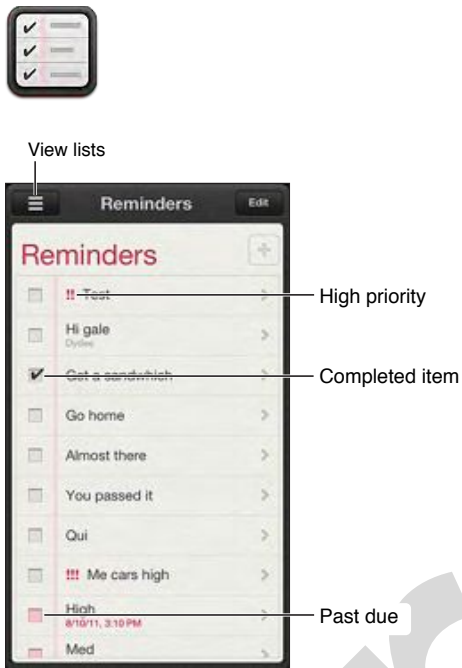 View lists
Reminders
Edit
Reminders
!! Test
High priority
Hi gale
Get a sandwhich
Completed item
Go home
Almost there
You passed it
Qui
!!! Me cars high
High
8/10/11, 3:10 PM
Past due
Med